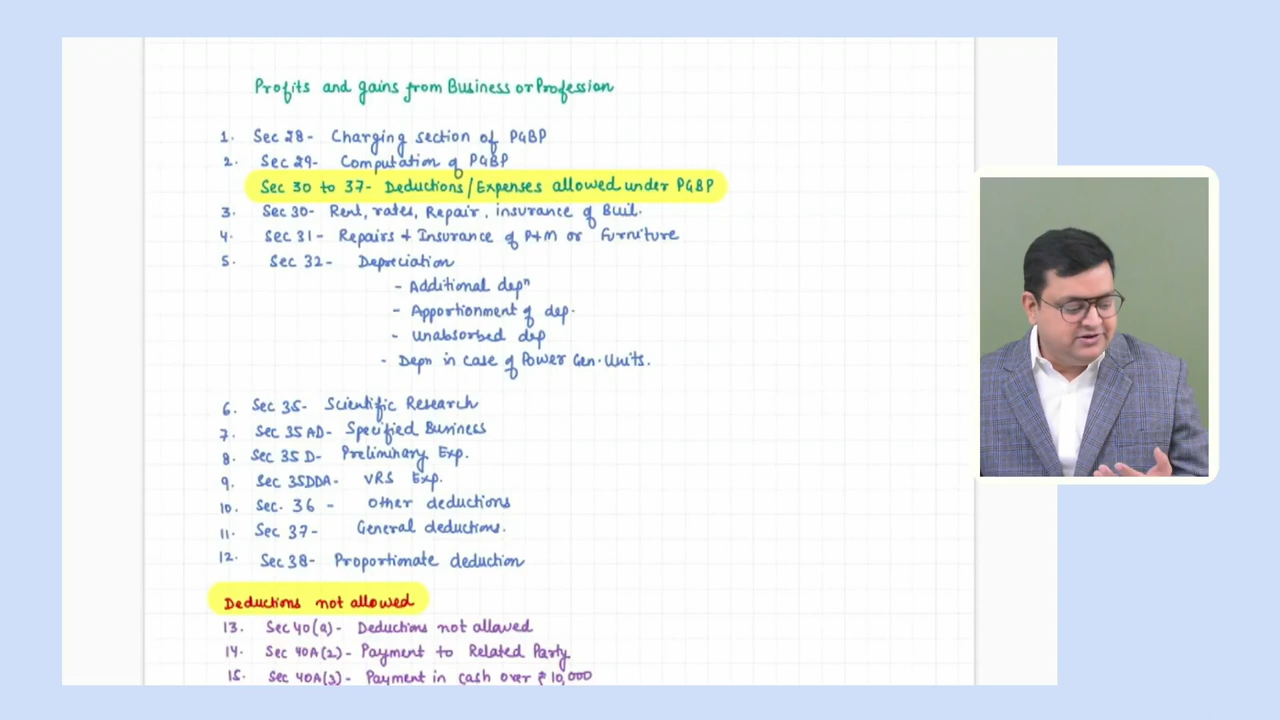 Profits and gains from Business or Profession
1. Sec 28- Charging section of PGBP
2. Sec 29- Computation of PGBP
Sec 30 to 37- Deductions/Expenses allowed under PGBP
3. Sec 30- Rent, rates, Repair, insurance of Buil.
4. Sec 31- Repairs + Insurance of P+M or Furniture
5. Sec 32- Depreciation
- Additional depⁿ
- Apportionment of dep.
- Unabsorbed dep
- Depn in case of Power Gen. Units.
6. Sec 35- Scientific Research
7. Sec 35 AD- Specified Business
8. Sec 35 D- Preliminary Exp.
9. Sec 35DDA- VRS Exp.
10. Sec. 36 - Other deductions
11. Sec 37- General deductions.
12. Sec 38- Proportionate deduction
Deductions not allowed
13. Sec 40(a)- Deductions not allowed
14. Sec 40A(2)- Payment to Related Party
15. Sec 40A(3)- Payment in cash over ₹ 10,000